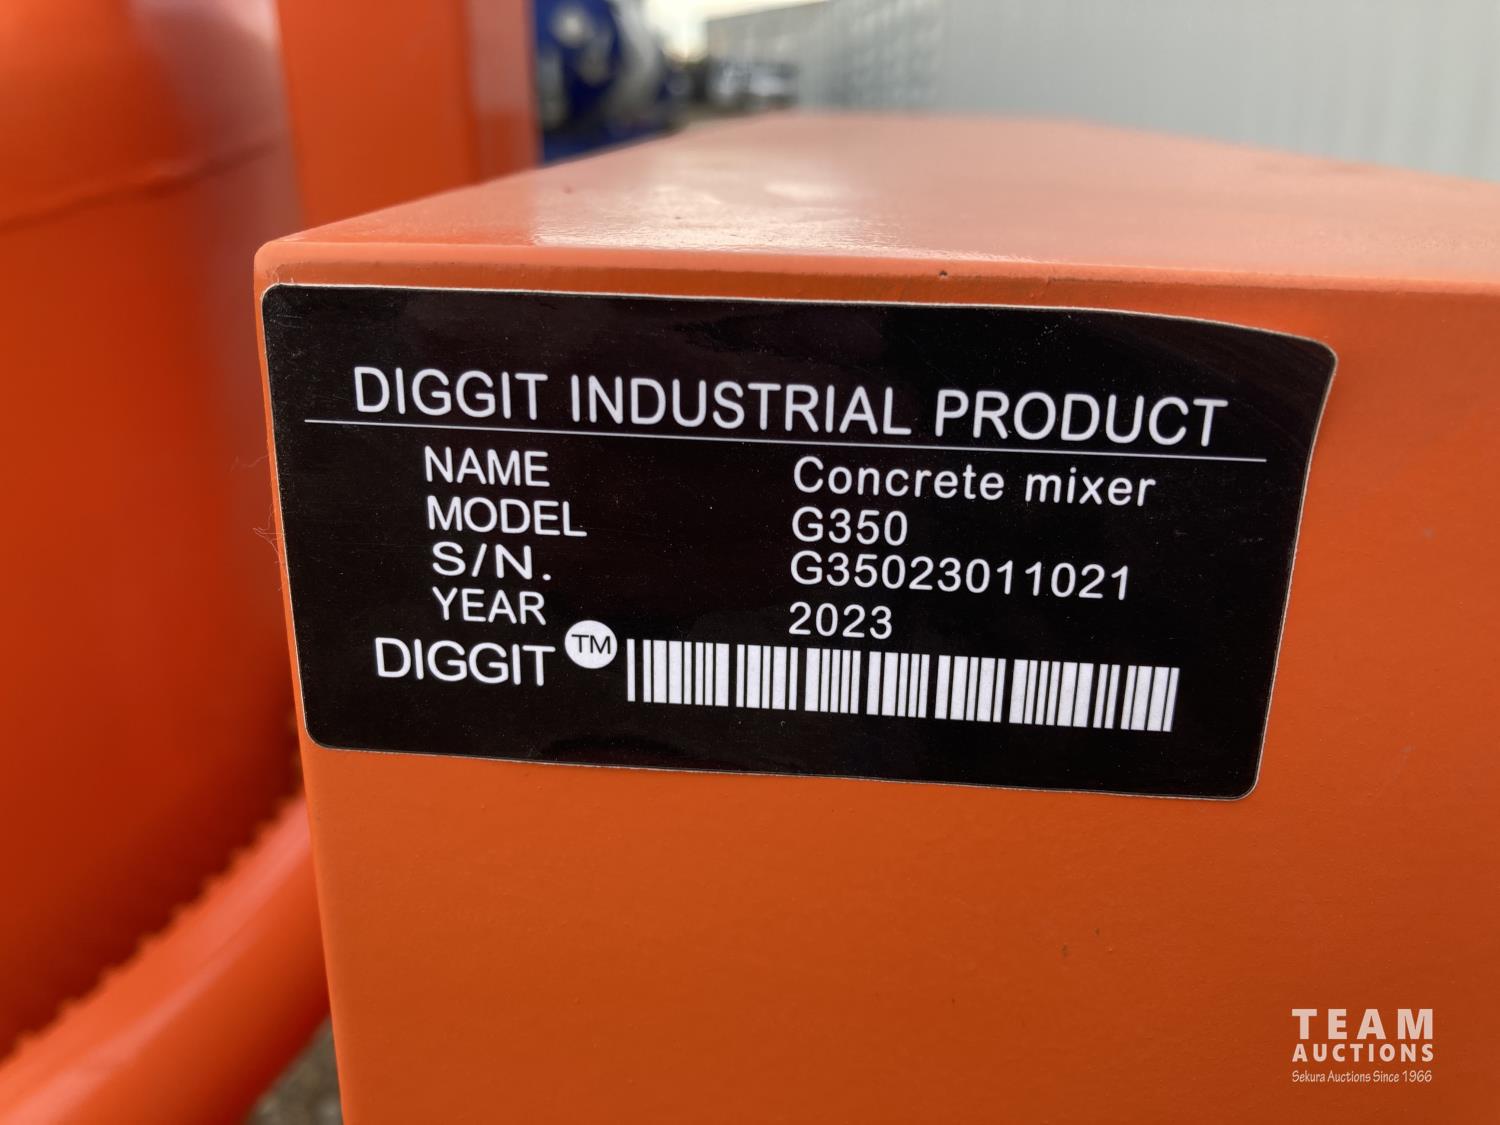 DIGGIT INDUSTRIAL PRODUCT
NAME Concrete mixer
MODEL G350
S/N. G35023011021
YEAR 2023
DIGGIT TM
TEAM
AUCTIONS
Sekura Auctions Since 1966